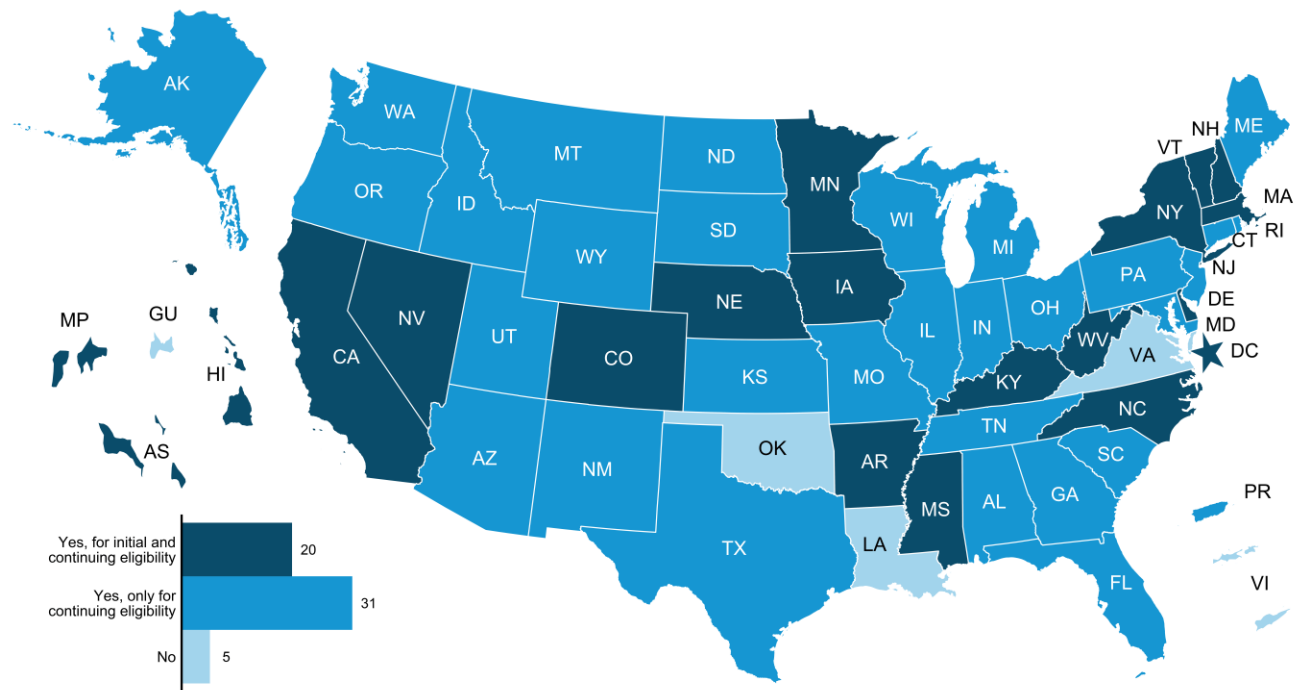 AK
WA
MT
ND
MN
VT
NH
ME
OR
ID
SD
WI
MI
NY
MA
RI
CT
WY
NE
IA
PA
NJ
MP
GU
NV
UT
CO
IL
IN
OH
DE
MD
DC
CA
HI
KS
MO
WV
VA
KY
NC
AS
AZ
NM
OK
AR
TN
SC
MS
AL
GA
PR
TX
LA
FL
VI
Yes, for initial and
continuing eligibility
20
Yes, only for
continuing eligibility
31
No
5